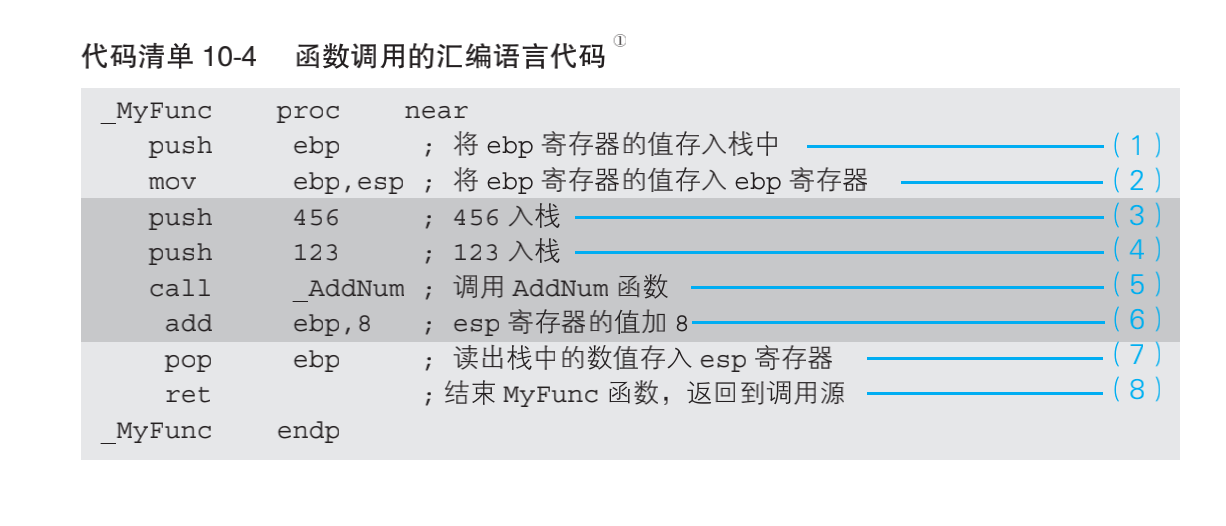 代码清单 10-4 函数调用的汇编语言代码①
_MyFunc proc near
push ebp ; 将 ebp 寄存器的值存入栈中 (1)
mov ebp,esp ; 将 ebp 寄存器的值存入 ebp 寄存器 (2)
push 456 ; 456 入栈 (3)
push 123 ; 123 入栈 (4)
call _AddNum ; 调用 AddNum 函数 (5)
add ebp,8 ; esp 寄存器的值加 8 (6)
pop ebp ; 读出栈中的数值存入 esp 寄存器 (7)
ret ; 结束 MyFunc 函数，返回到调用源 (8)
_MyFunc endp